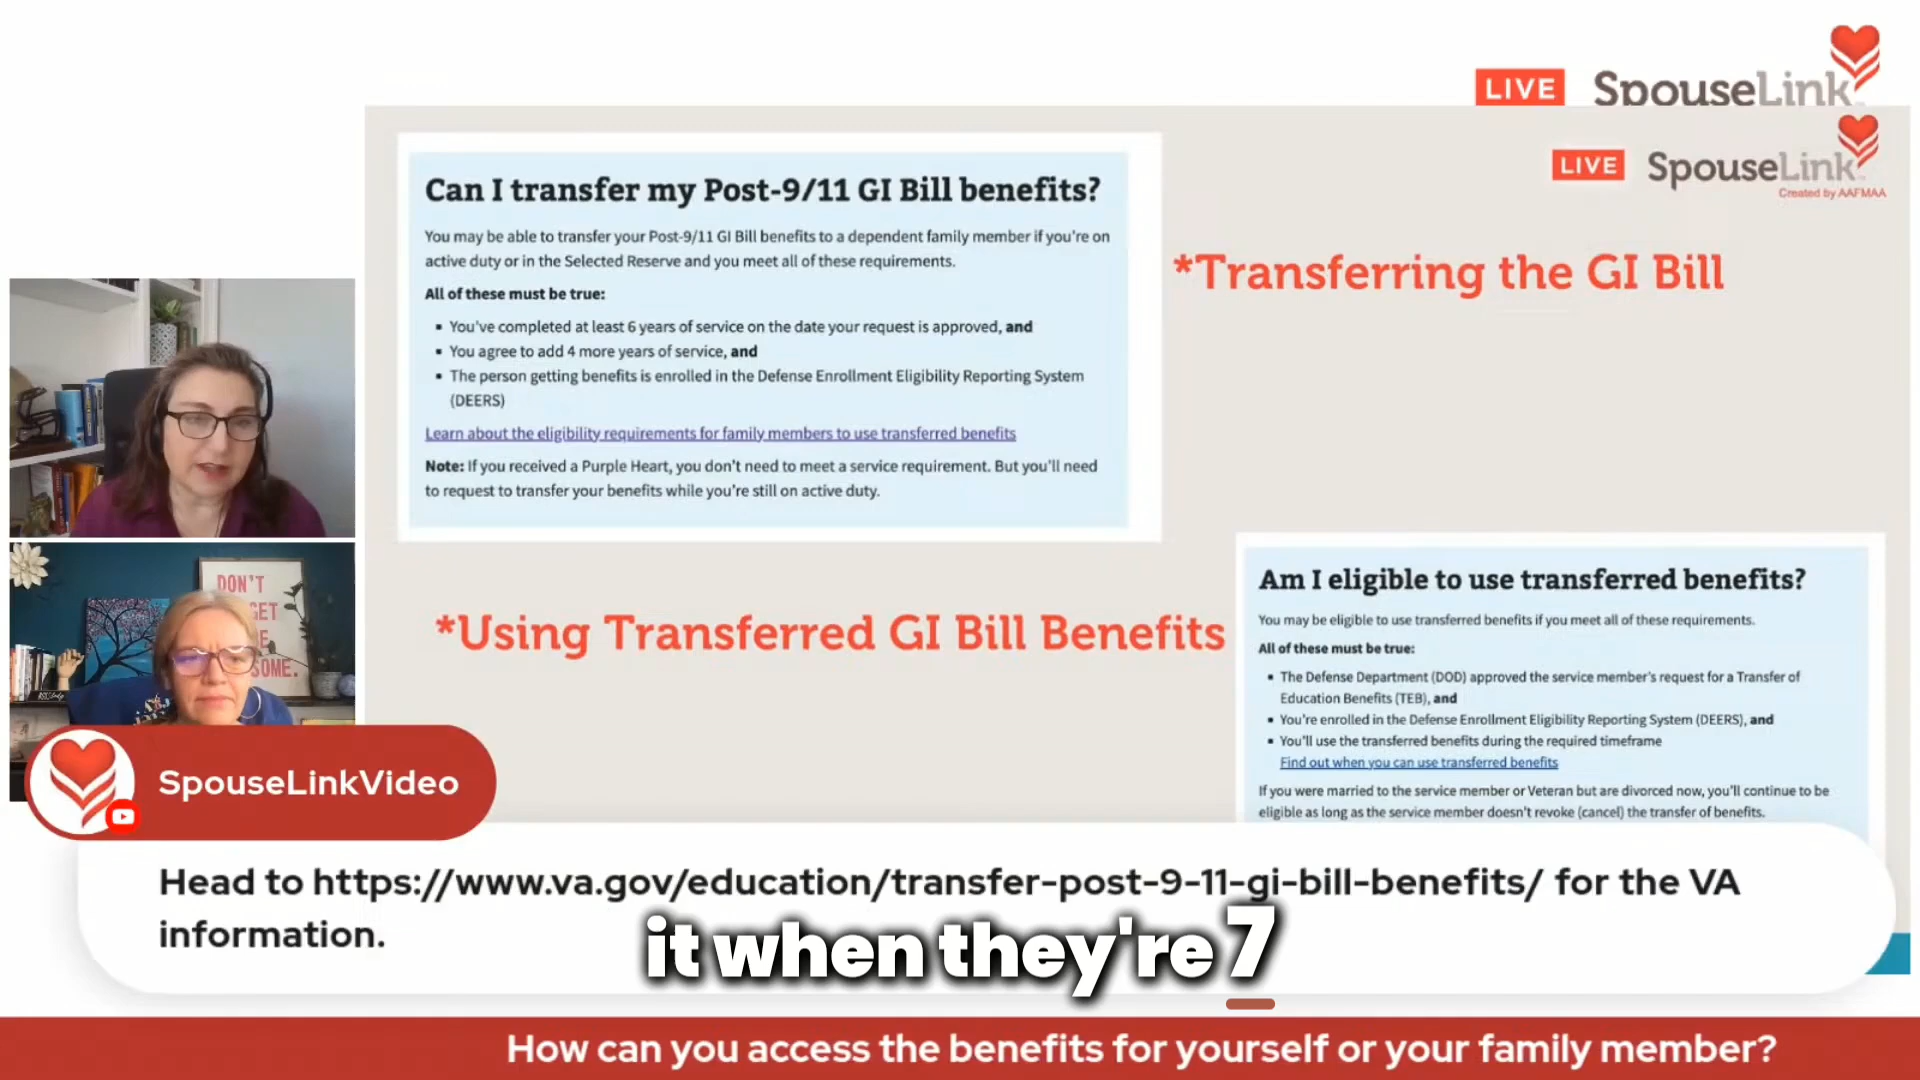 LIVE SpouseLink
LIVE SpouseLink
Created by AAFMAA
Can I transfer my Post-9/11 GI Bill benefits?
You may be able to transfer your Post-9/11 GI Bill benefits to a dependent family member if you're on
active duty or in the Selected Reserve and you meet all of these requirements.
All of these must be true:
▪ You've completed at least 6 years of service on the date your request is approved, and
▪ You agree to add 4 more years of service, and
▪ The person getting benefits is enrolled in the Defense Enrollment Eligibility Reporting System
(DEERS)
Learn about the eligibility requirements for family members to use transferred benefits
Note: If you received a Purple Heart, you don't need to meet a service requirement. But you'll need
to request to transfer your benefits while you're still on active duty.
*Transferring the GI Bill
*Using Transferred GI Bill Benefits
Am I eligible to use transferred benefits?
You may be eligible to use transferred benefits if you meet all of these requirements.
All of these must be true:
▪ The Defense Department (DOD) approved the service member's request for a Transfer of
Education Benefits (TEB), and
▪ You're enrolled in the Defense Enrollment Eligibility Reporting System (DEERS), and
▪ You'll use the transferred benefits during the required timeframe
Find out when you can use transferred benefits
If you were married to the service member or Veteran but are divorced now, you'll continue to be
eligible as long as the service member doesn't revoke (cancel) the transfer of benefits.
DON'T
SOME.
SpouseLinkVideo
Head to https://www.va.gov/education/transfer-post-9-11-gi-bill-benefits/ for the VA
information.
it when they're 7
How can you access the benefits for yourself or your family member?